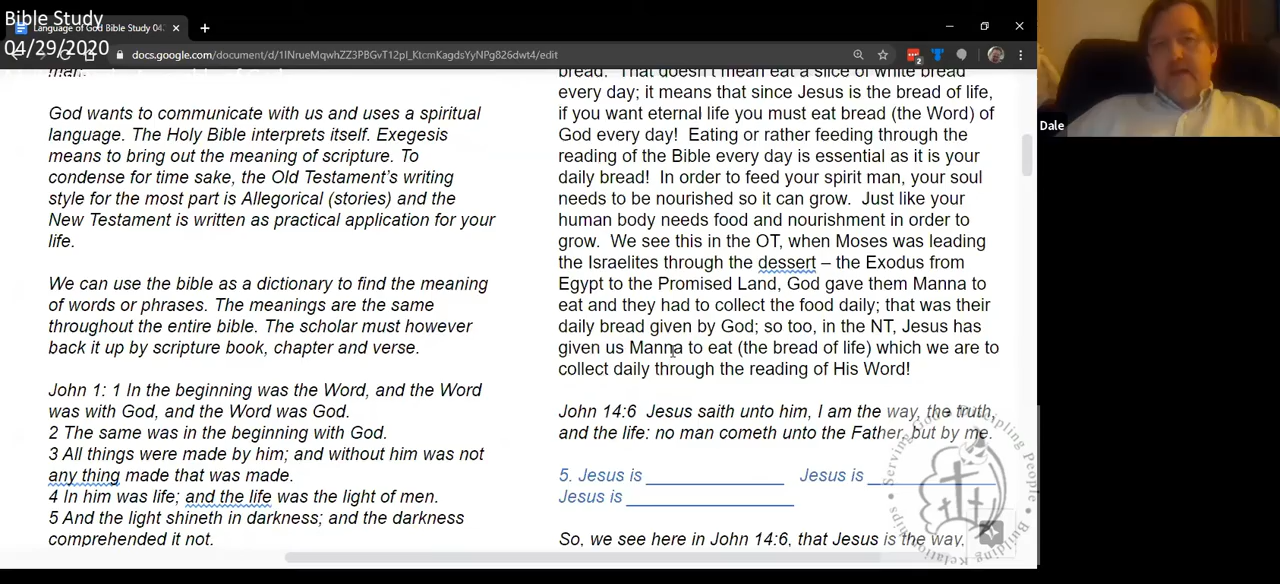 Bible Study
Language of God Bible Study 04
04/29/2020
docs.google.com/document/d/1INrueMqwhZZ3PBGvT12pI_KtcmKagdsYyNPg826dwt4/edit
2
man.
God wants to communicate with us and uses a spiritual
language. The Holy Bible interprets itself. Exegesis
means to bring out the meaning of scripture. To
condense for time sake, the Old Testament's writing
style for the most part is Allegorical (stories) and the
New Testament is written as practical application for your
life.
We can use the bible as a dictionary to find the meaning
of words or phrases. The meanings are the same
throughout the entire bible. The scholar must however
back it up by scripture book, chapter and verse.
John 1: 1 In the beginning was the Word, and the Word
was with God, and the Word was God.
2 The same was in the beginning with God.
3 All things were made by him; and without him was not
any thing made that was made.
4 In him was life; and the life was the light of men.
5 And the light shineth in darkness; and the darkness
comprehended it not.
bread. That doesn't mean eat a slice of white bread
every day; it means that since Jesus is the bread of life,
if you want eternal life you must eat bread (the Word) of
God every day! Eating or rather feeding through the
reading of the Bible every day is essential as it is your
daily bread! In order to feed your spirit man, your soul
needs to be nourished so it can grow. Just like your
human body needs food and nourishment in order to
grow. We see this in the OT, when Moses was leading
the Israelites through the dessert – the Exodus from
Egypt to the Promised Land, God gave them Manna to
eat and they had to collect the food daily; that was their
daily bread given by God; so too, in the NT, Jesus has
given us Manna to eat (the bread of life) which we are to
collect daily through the reading of His Word!
John 14:6 Jesus saith unto him, I am the way, the truth,
and the life: no man cometh unto the Father, but by me.
5. Jesus is ______________ Jesus is ______________
Jesus is _________________
So, we see here in John 14:6, that Jesus is the way,
Dale
Serving God • Discipling People • Building Relationships